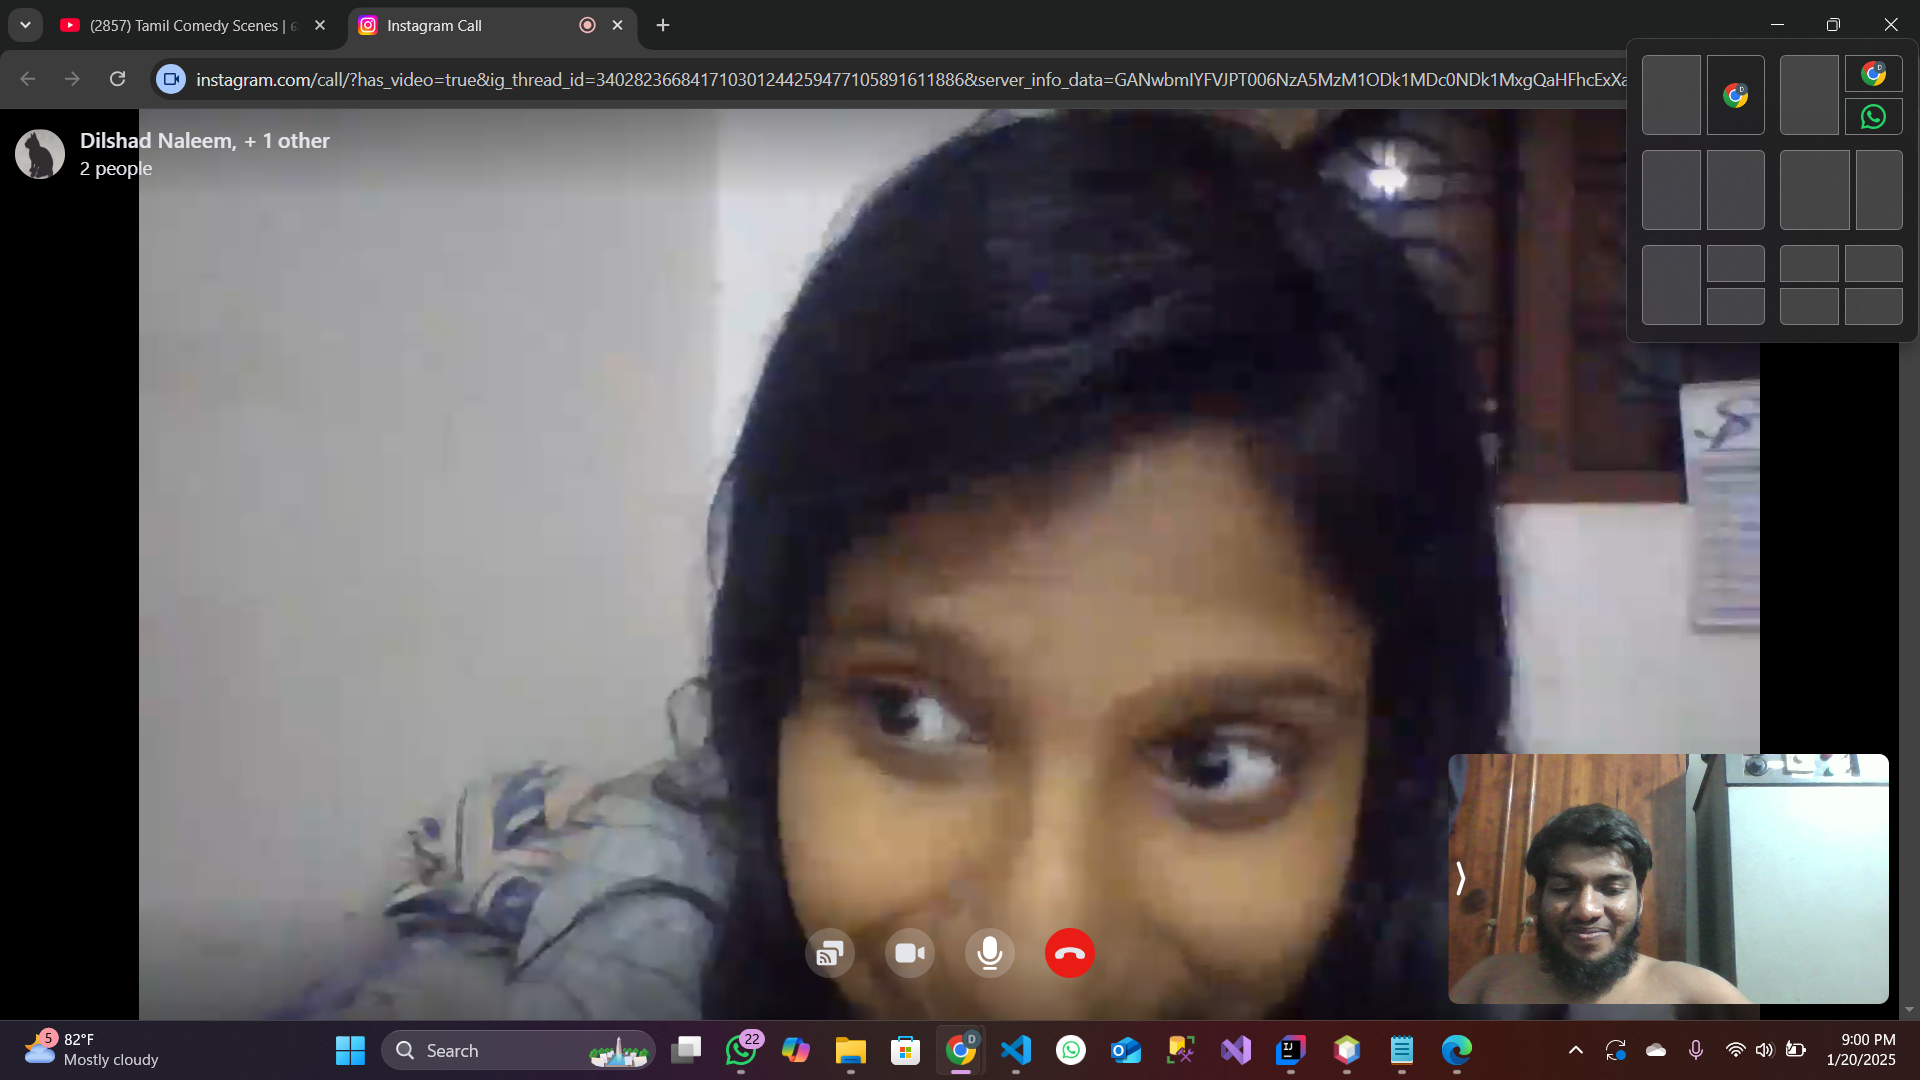 (2857) Tamil Comedy Scenes |
Instagram Call
instagram.com/call/?has_video=true&ig_thread_id=340282366841710301244259477105891611886&server_info_data=GANwbmlYFVJPT006NzA5MzM1ODk1MDc0NDk1MxgQaHFhcExXa
Dilshad Naleem, + 1 other
2 people
D
D
5
82°F
Mostly cloudy
Search
22
D
IJ
9:00 PM
1/20/2025